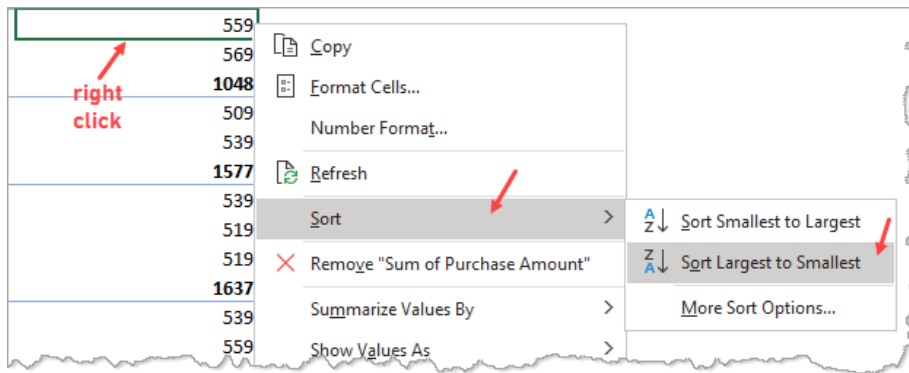 559
569
1048
509
539
1577
539
519
519
1637
539
559
right
click
Copy
Format Cells...
Number Format...
Refresh
Sort
Remove "Sum of Purchase Amount"
Summarize Values By
Show Values As
Sort Smallest to Largest
Sort Largest to Smallest
More Sort Options...